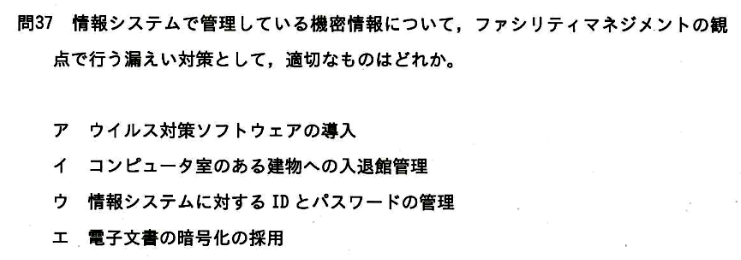 問37 情報システムで管理している機密情報について，ファシリティマネジメントの観
点で行う漏えい対策として，適切なものはどれか。
ア ウイルス対策ソフトウェアの導入
イ コンピュータ室のある建物への入退館管理
ウ 情報システムに対する ID とパスワードの管理
エ 電子文書の暗号化の採用